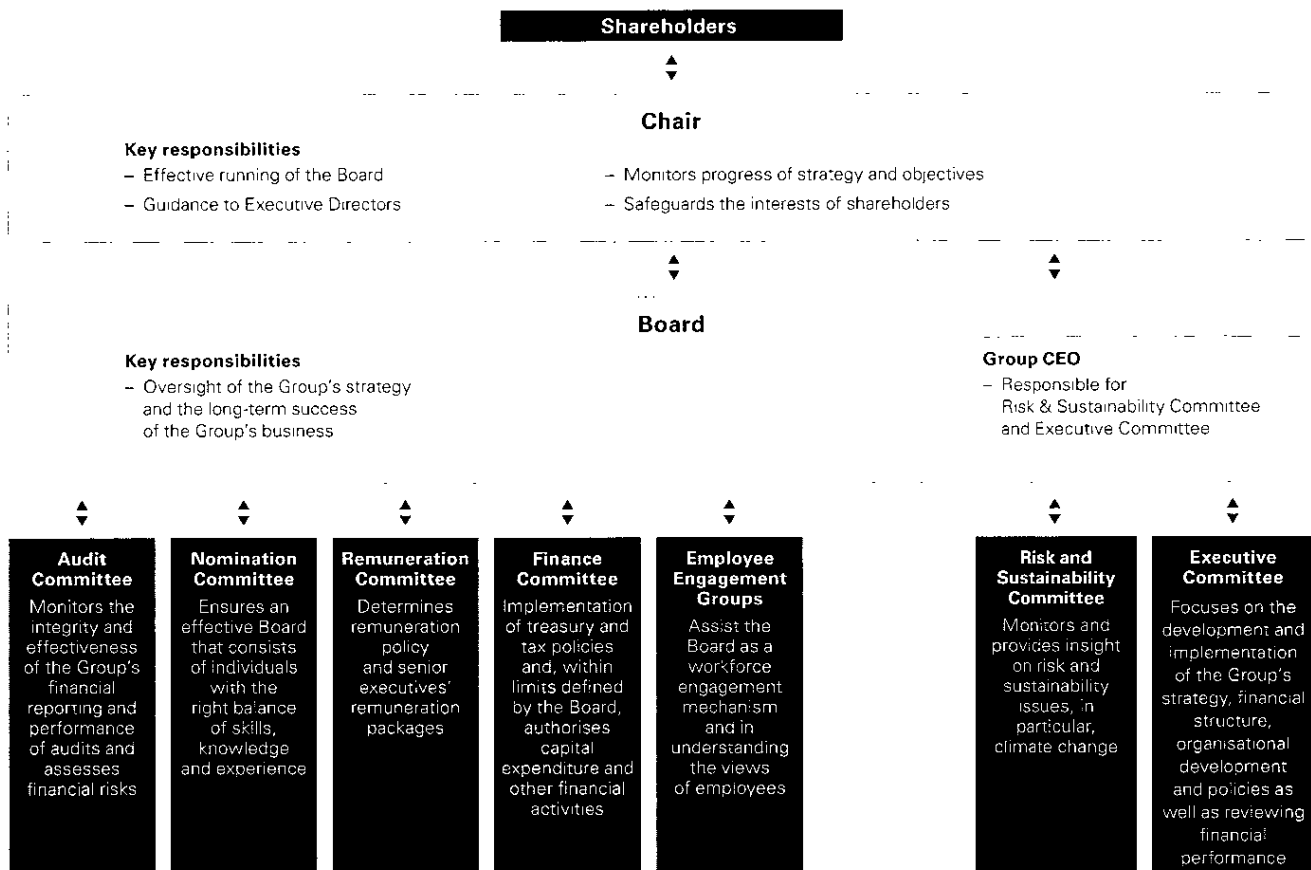 Shareholders
Chair
Key responsibilities
– Effective running of the Board
– Guidance to Executive Directors
– Monitors progress of strategy and objectives
– Safeguards the interests of shareholders
Board
Key responsibilities
– Oversight of the Group's strategy
and the long-term success
of the Group's business
Group CEO
– Responsible for
Risk & Sustainability Committee
and Executive Committee
Audit
Committee
Monitors the
integrity and
effectiveness
of the Group's
financial
reporting and
performance
of audits and
assesses
financial risks
Nomination
Committee
Ensures an
effective Board
that consists
of individuals
with the
right balance
of skills,
knowledge
and experience
Remuneration
Committee
Determines
remuneration
policy
and senior
executives'
remuneration
packages
Finance
Committee
Implementation
of treasury and
tax policies
and, within
limits defined
by the Board,
authorises
capital
expenditure and
other financial
activities
Employee
Engagement
Groups
Assist the
Board as a
workforce
engagement
mechanism
and in
understanding
the views
of employees
Risk and
Sustainability
Committee
Monitors and
provides insight
on risk and
sustainability
issues, in
particular,
climate change
Executive
Committee
Focuses on the
development and
implementation
of the Group's
strategy, financial
structure,
organisational
development
and policies as
well as reviewing
financial
performance